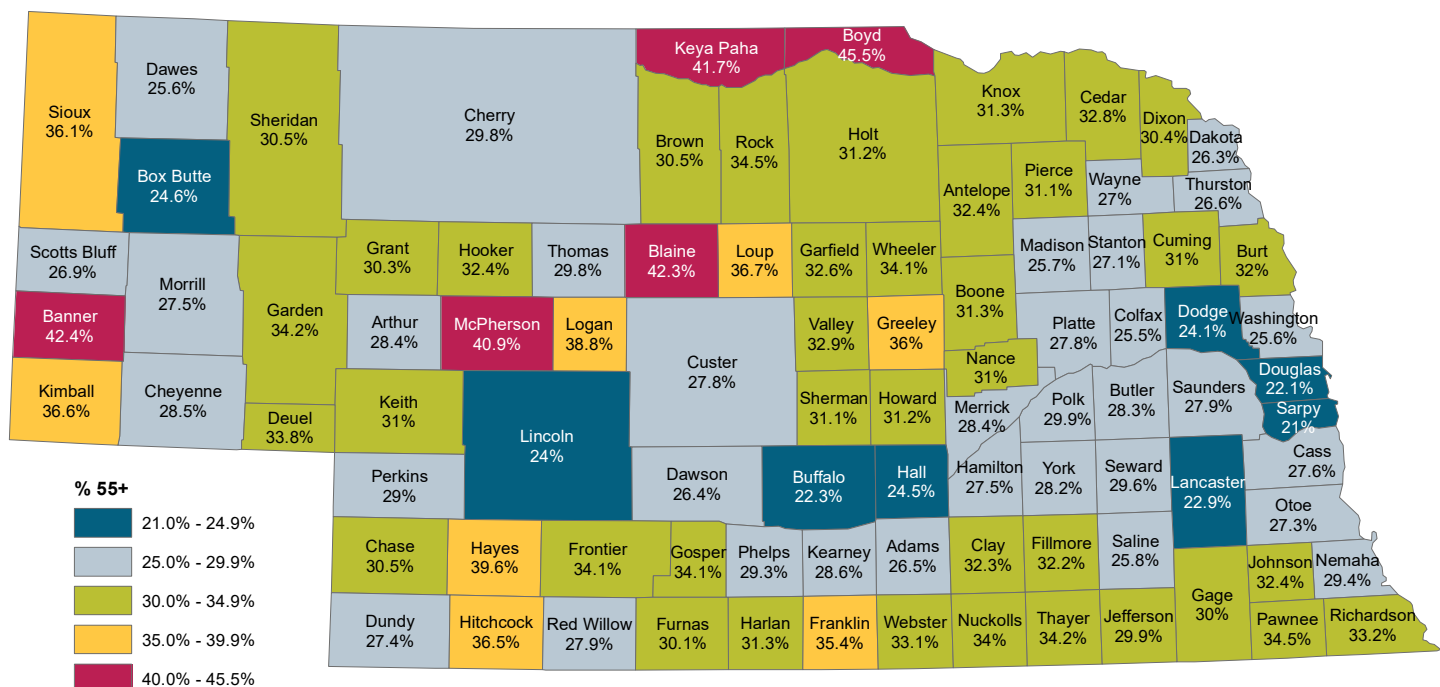 Sioux
36.1%
Dawes
25.6%
Box Butte
24.6%
Sheridan
30.5%
Cherry
29.8%
Keya Paha
41.7%
Boyd
45.5%
Brown
30.5%
Rock
34.5%
Holt
31.2%
Knox
31.3%
Cedar
32.8%
Dixon
30.4%
Dakota
26.3%
Antelope
32.4%
Pierce
31.1%
Wayne
27%
Thurston
26.6%
Scotts Bluff
26.9%
Morrill
27.5%
Garden
34.2%
Grant
30.3%
Hooker
32.4%
Thomas
29.8%
Blaine
42.3%
Loup
36.7%
Garfield
32.6%
Wheeler
34.1%
Boone
31.3%
Madison
25.7%
Stanton
27.1%
Cuming
31%
Burt
32%
Banner
42.4%
Arthur
28.4%
McPherson
40.9%
Logan
38.8%
Custer
27.8%
Valley
32.9%
Greeley
36%
Nance
31%
Platte
27.8%
Colfax
25.5%
Dodge
24.1%
Washington
25.6%
Kimball
36.6%
Cheyenne
28.5%
Deuel
33.8%
Keith
31%
Lincoln
24%
Sherman
31.1%
Howard
31.2%
Merrick
28.4%
Polk
29.9%
Butler
28.3%
Saunders
27.9%
Douglas
22.1%
Sarpy
21%
Perkins
29%
Dawson
26.4%
Buffalo
22.3%
Hall
24.5%
Hamilton
27.5%
York
28.2%
Seward
29.6%
Lancaster
22.9%
Cass
27.6%
Otoe
27.3%
Chase
30.5%
Hayes
39.6%
Frontier
34.1%
Gosper
34.1%
Phelps
29.3%
Kearney
28.6%
Adams
26.5%
Clay
32.3%
Fillmore
32.2%
Saline
25.8%
Gage
30%
Johnson
32.4%
Nemaha
29.4%
Dundy
27.4%
Hitchcock
36.5%
Red Willow
27.9%
Furnas
30.1%
Harlan
31.3%
Franklin
35.4%
Webster
33.1%
Nuckolls
34%
Thayer
34.2%
Jefferson
29.9%
Pawnee
34.5%
Richardson
33.2%
% 55+
21.0% - 24.9%
25.0% - 29.9%
30.0% - 34.9%
35.0% - 39.9%
40.0% - 45.5%